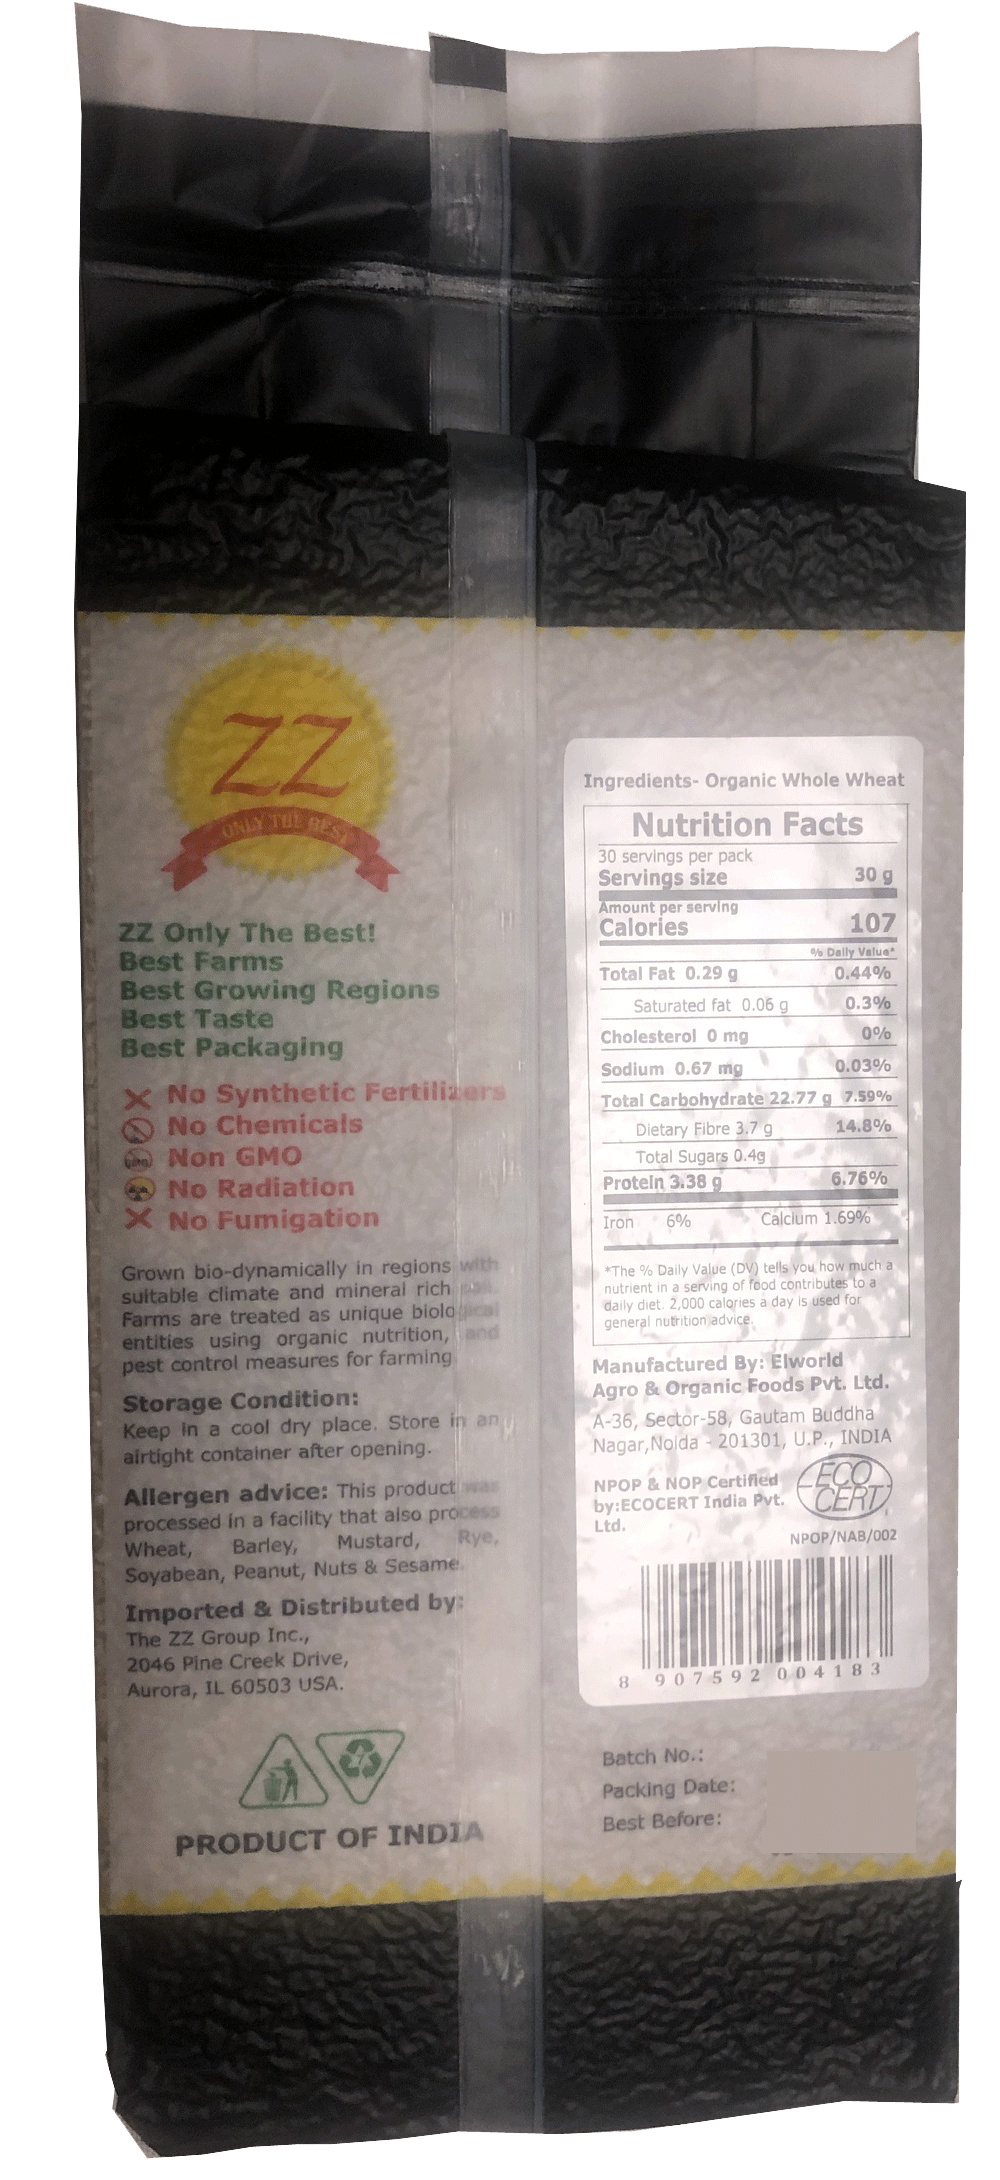 ZZ
ONLY THE BEST
ZZ Only The Best!
Best Farms
Best Growing Regions
Best Taste
Best Packaging
No Synthetic Fertilizers
No Chemicals
Non GMO
No Radiation
No Fumigation
Grown bio-dynamically in regions with
suitable climate and mineral rich
Farms are treated as unique biological
entities using organic nutrition, and
pest control measures for farming
Storage Condition:
Keep in a cool dry place. Store in an
airtight container after opening.
Allergen advice: This product was
processed in a facility that also process
Wheat, Barley, Mustard, Rye,
Soyabean, Peanut, Nuts & Sesame.
Imported & Distributed by:
The ZZ Group Inc.,
2046 Pine Creek Drive,
Aurora, IL 60503 USA.
7
PRODUCT OF INDIA
Ingredients- Organic Whole Wheat
Nutrition Facts
30 servings per pack
Servings size 30 g
Amount per serving
Calories 107
% Daily Value*
Total Fat 0.29 g 0.44%
Saturated fat 0.06 g 0.3%
Cholesterol 0 mg 0%
Sodium 0.67 mg 0.03%
Total Carbohydrate 22.77 g 7.59%
Dietary Fibre 3.7 g 14.8%
Total Sugars 0.4g
Protein 3.38 g 6.76%
Iron 6% Calcium 1.69%
*The % Daily Value (DV) tells you how much a
nutrient in a serving of food contributes to a
daily diet. 2,000 calories a day is used for
general nutrition advice.
Manufactured By: Elworld
Agro & Organic Foods Pvt. Ltd.
A-36, Sector-58, Gautam Buddha
Nagar,Noida - 201301, U.P., INDIA
NPOP & NOP Certified
by:ECOCERT India Pvt.
Ltd.
ECO
CERT
NPOP/NAB/002
8 907592 004183
Batch No.:
Packing Date:
Best Before: